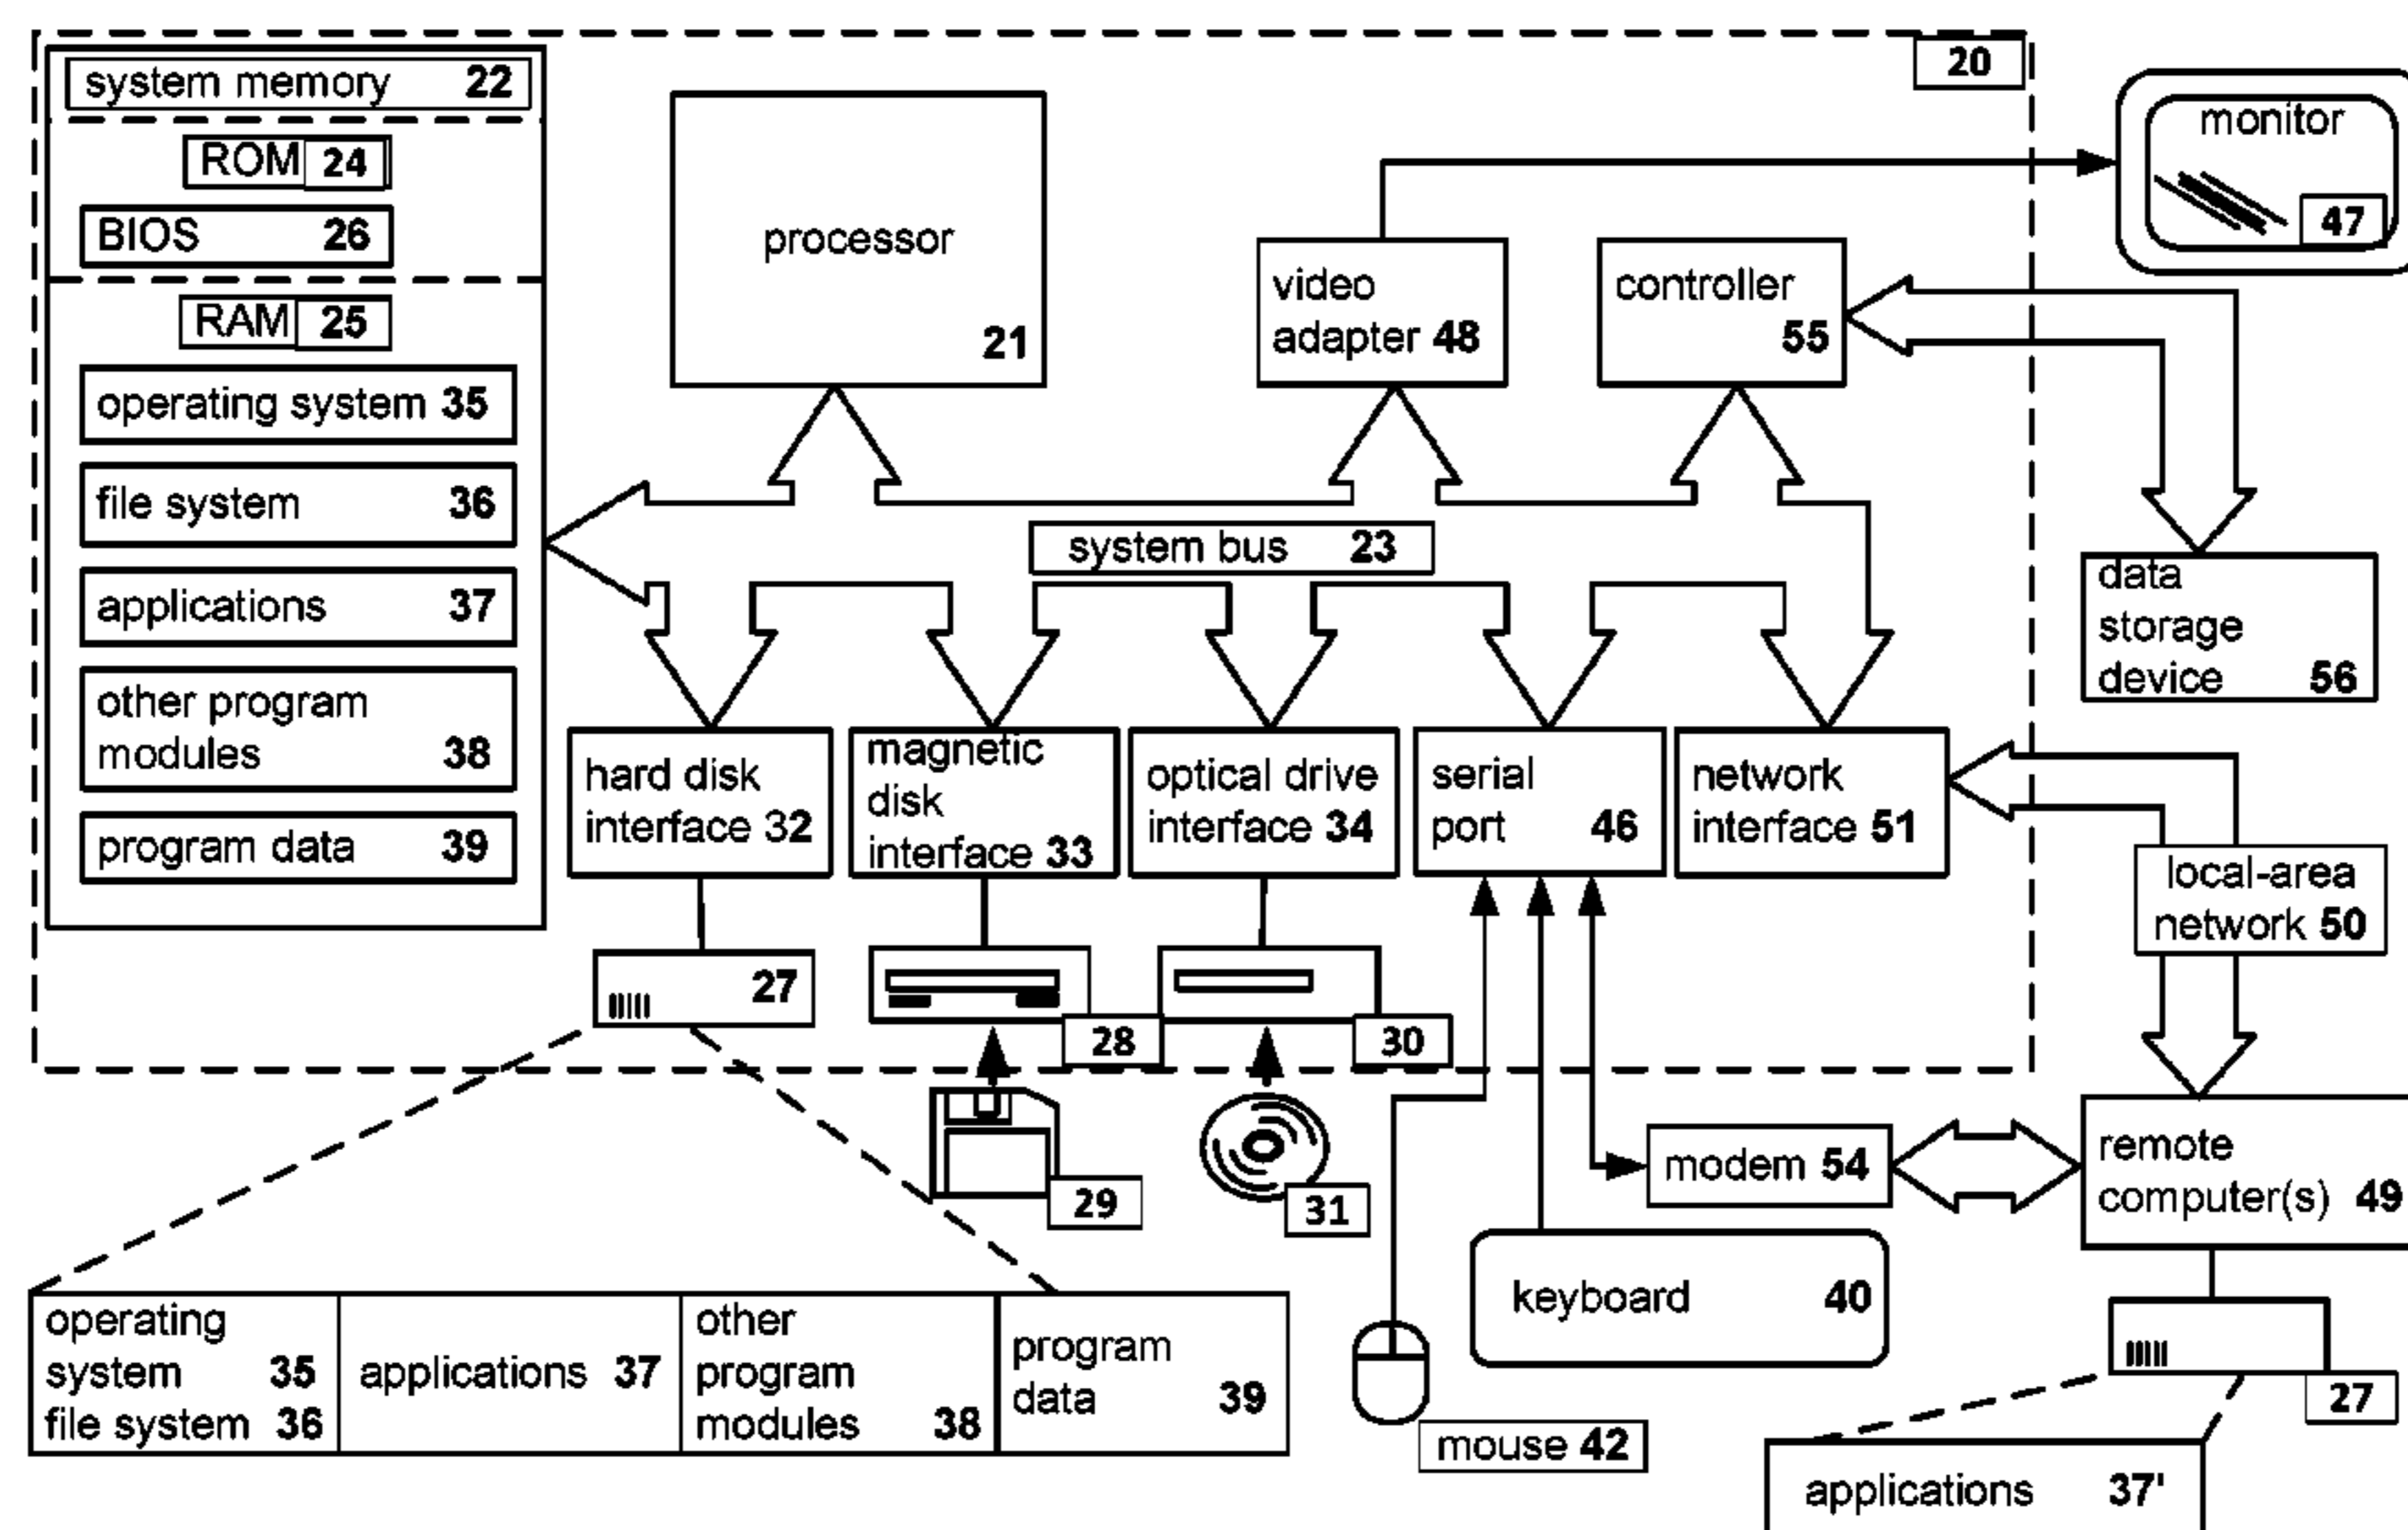 20
system memory 22
ROM 24
BIOS 26
RAM 25
operating system 35
file system 36
applications 37
other program
modules 38
program data 39
processor
21
video
adapter 48
controller
55
monitor
47
system bus 23
data
storage
device 56
hard disk
interface 32
magnetic
disk
interface 33
optical drive
interface 34
serial
port 46
network
interface 51
local-area
network 50
27
28
30
29
31
modem 54
remote
computer(s) 49
keyboard 40
mouse 42
27
operating
system 35
file system 36
applications 37
other
program
modules 38
program
data 39
applications 37'